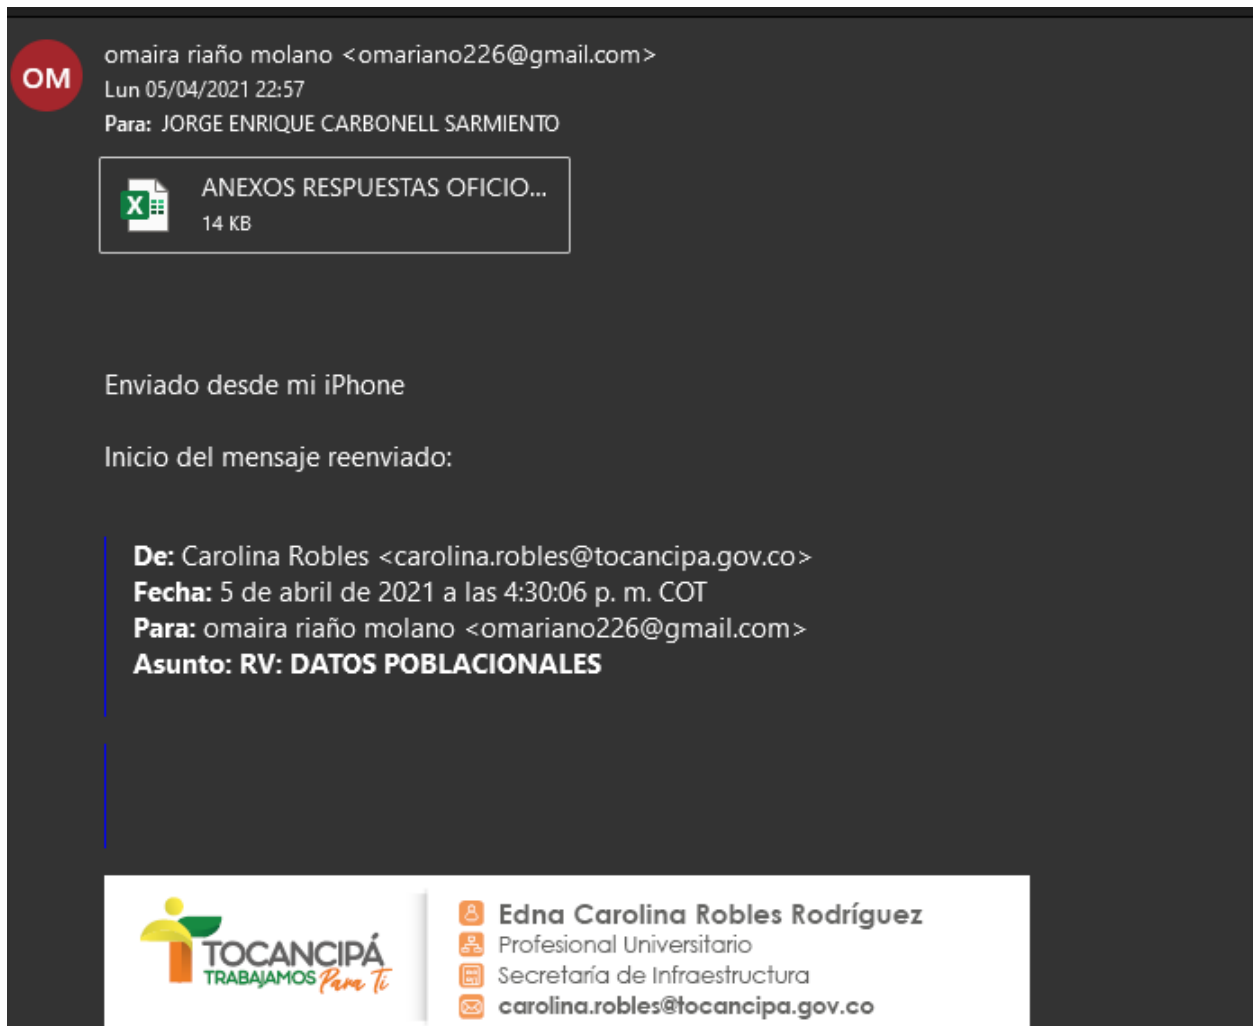 OM
omaira riaño molano <omariano226@gmail.com>
Lun 05/04/2021 22:57
Para: JORGE ENRIQUE CARBONELL SARMIENTO
ANEXOS RESPUESTAS OFICIO...
14 KB
Enviado desde mi iPhone
Inicio del mensaje reenviado:
De: Carolina Robles <carolina.robles@tocancipa.gov.co>
Fecha: 5 de abril de 2021 a las 4:30:06 p. m. COT
Para: omaira riaño molano <omariano226@gmail.com>
Asunto: RV: DATOS POBLACIONALES
TOCANCIPÁ
TRABAJAMOS Para Ti
Edna Carolina Robles Rodríguez
Profesional Universitario
Secretaría de Infraestructura
carolina.robles@tocancipa.gov.co